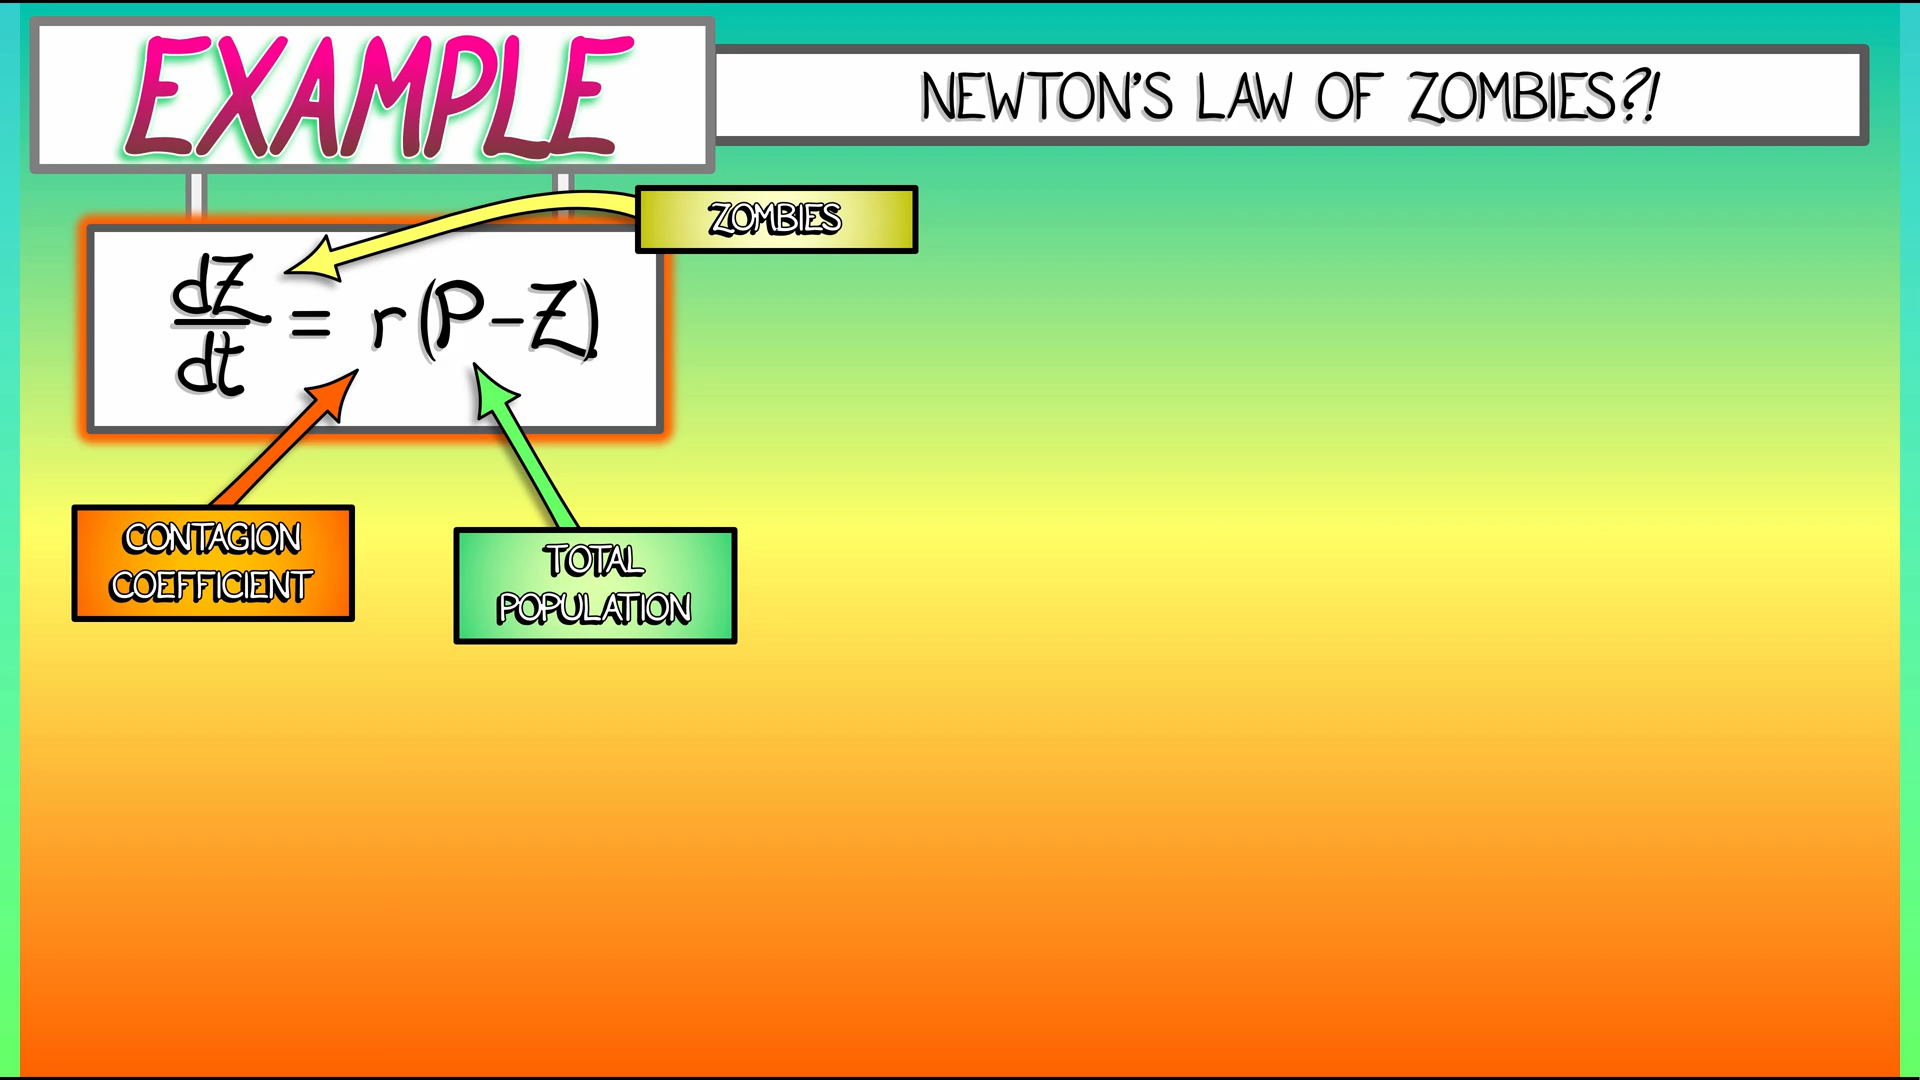 EXAMPLE
NEWTON'S LAW OF ZOMBIES?!
ZOMBIES
dZ/dt = r(P-Z)
CONTAGION
COEFFICIENT
TOTAL
POPULATION